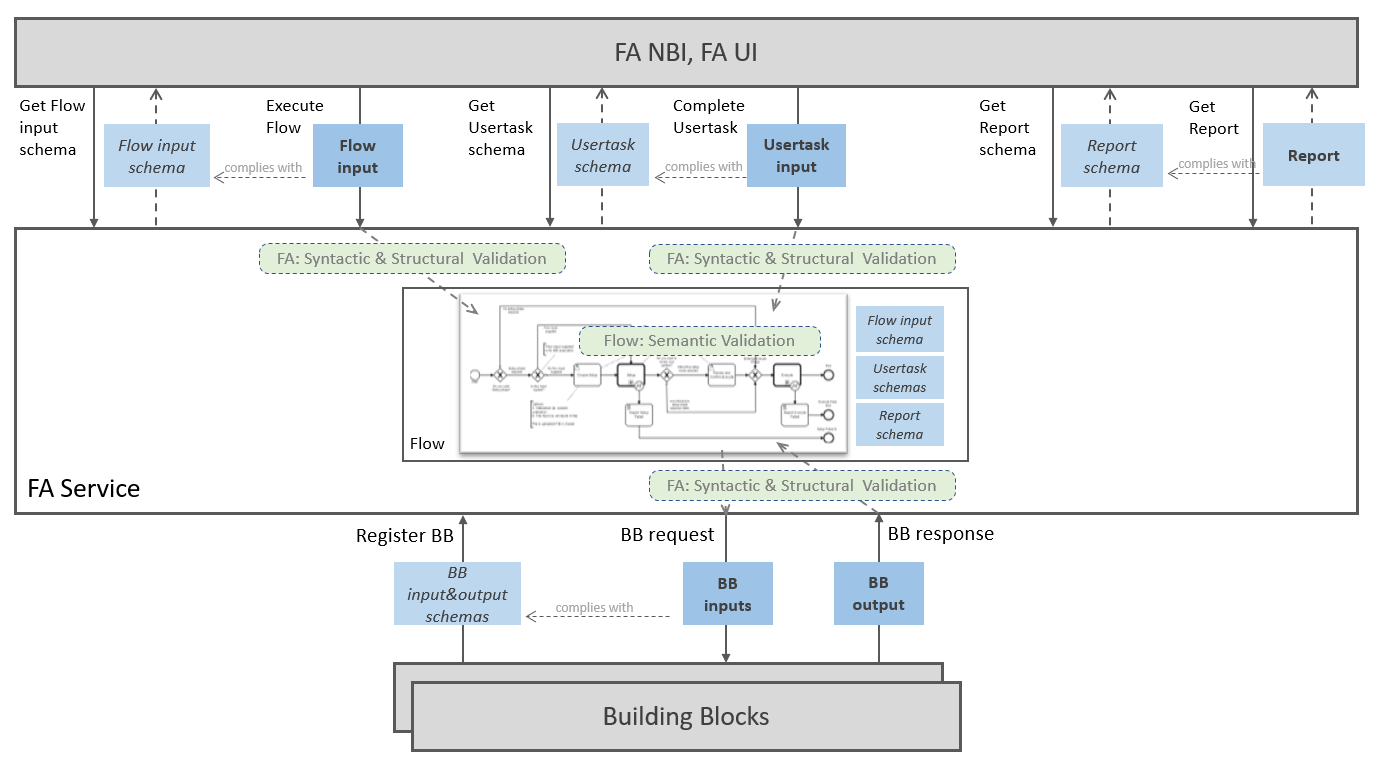 FA NBI, FA UI
Get Flow
input
schema
Flow input
schema
complies with
Execute
Flow
Flow
input
Get
Usertask
schema
Usertask
schema
complies with
Complete
Usertask
Usertask
input
Get
Report
schema
Report
schema
complies with
Get
Report
Report
FA: Syntactic & Structural Validation
FA: Syntactic & Structural Validation
Flow: Semantic Validation
Flow input
schema
Usertask
schemas
Report
schema
Flow
FA: Syntactic & Structural Validation
FA Service
Register BB
BB request
BB response
BB
input&output
schemas
complies with
BB
inputs
BB
output
Building Blocks